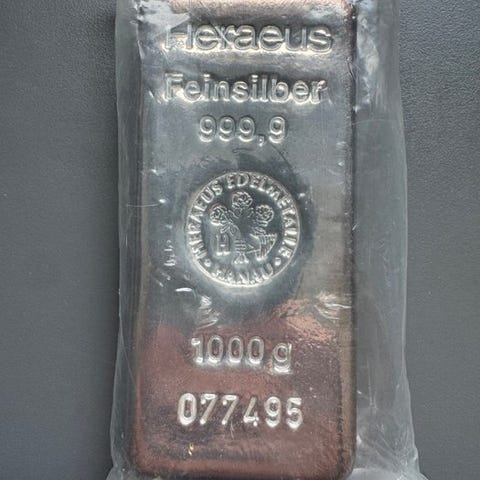 Heraeus
Feinsilber
999,9
HERAEUS EDELMETALLE
• HANAU •
H
1000 g
077495